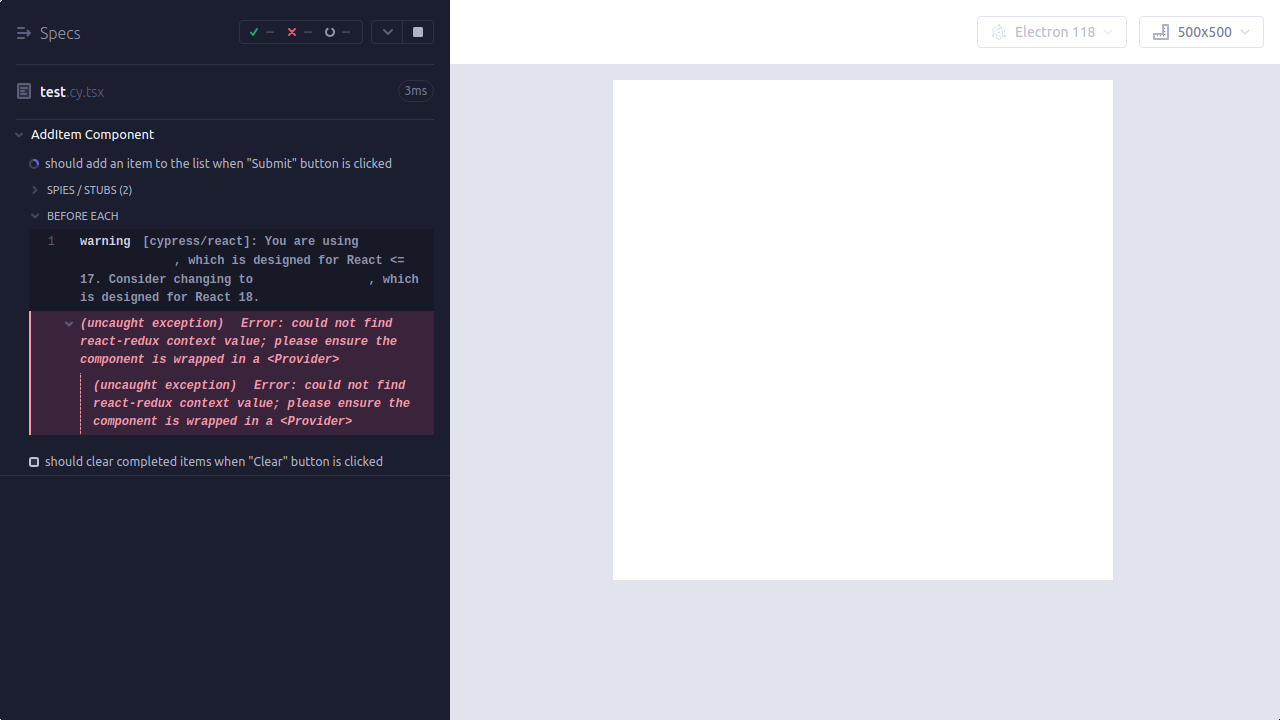 Specs
-- -- --
Electron 118
500x500
test.cy.tsx
3ms
AddItem Component
should add an item to the list when "Submit" button is clicked
SPIES / STUBS (2)
BEFORE EACH
1 warning [cypress/react]: You are using
, which is designed for React <=
17. Consider changing to , which
is designed for React 18.
(uncaught exception) Error: could not find
react-redux context value; please ensure the
component is wrapped in a <Provider>
(uncaught exception) Error: could not find
react-redux context value; please ensure the
component is wrapped in a <Provider>
should clear completed items when "Clear" button is clicked